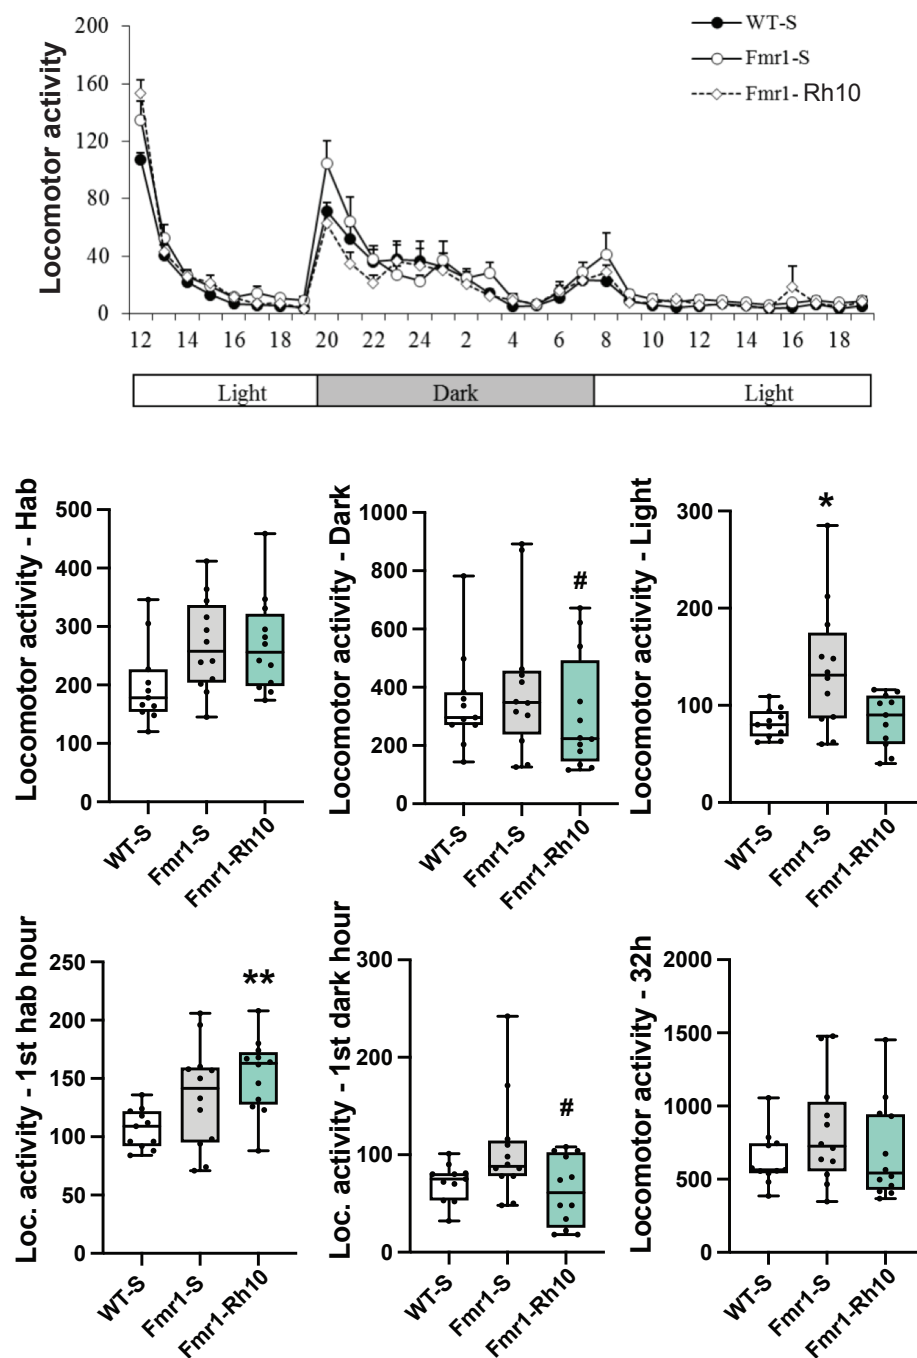 Locomotor activity
200
160
120
80
40
0
WT-S
Fmr1-S
Fmr1- Rh10
12 14 16 18 20 22 24 2 4 6 8 10 12 14 16 18
Light Dark Light
Locomotor activity - Hab
500
400
300
200
100
0
WT-S
Fmr1-S
Fmr1-Rh10
Locomotor activity - Dark
1000
800
600
400
200
0
#
WT-S
Fmr1-S
Fmr1-Rh10
Locomotor activity - Light
300
200
100
0
*
WT-S
Fmr1-S
Fmr1-Rh10
Loc. activity - 1st hab hour
250
200
150
100
50
0
**
WT-S
Fmr1-S
Fmr1-Rh10
Loc. activity - 1st dark hour
300
200
100
0
#
WT-S
Fmr1-S
Fmr1-Rh10
Locomotor activity - 32h
2000
1500
1000
500
0
WT-S
Fmr1-S
Fmr1-Rh10